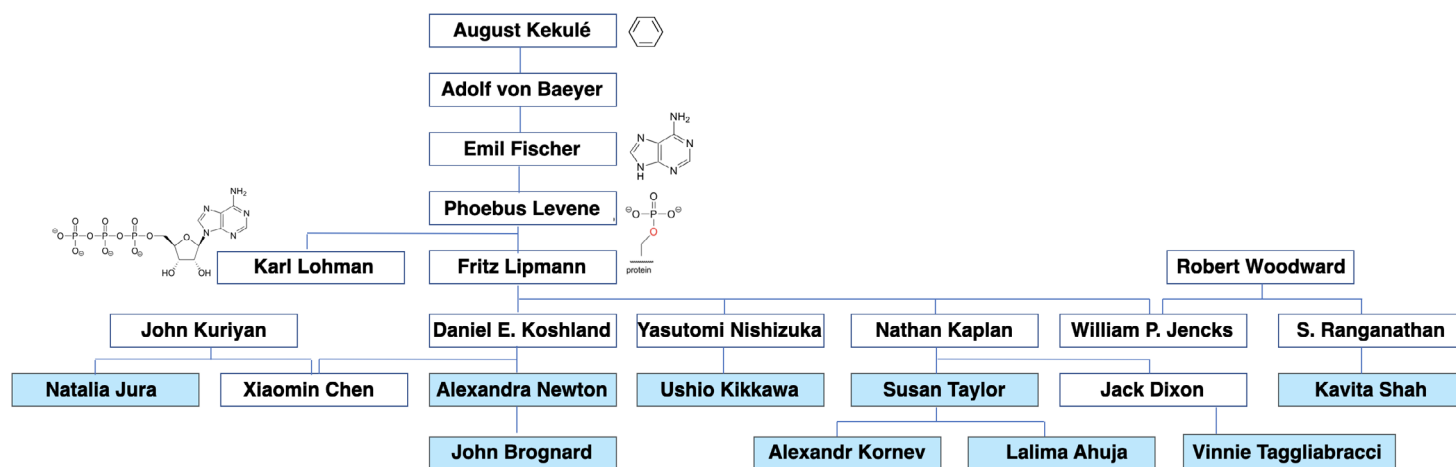 August Kekulé
Adolf von Baeyer
NH₂
N
N
N
H
N
Emil Fischer
Phoebus Levene
O
⊖O P O⊖
O
protein
NH₂
N
N
N
N
O O O
⊖O P O P O P O
O⊖ O⊖ O⊖
O
HO OH
Karl Lohman
Fritz Lipmann
Robert Woodward
John Kuriyan
Daniel E. Koshland
Yasutomi Nishizuka
Nathan Kaplan
William P. Jencks
S. Ranganathan
Natalia Jura
Xiaomin Chen
Alexandra Newton
Ushio Kikkawa
Susan Taylor
Jack Dixon
Kavita Shah
John Brognard
Alexandr Kornev
Lalima Ahuja
Vinnie Taggliabracci